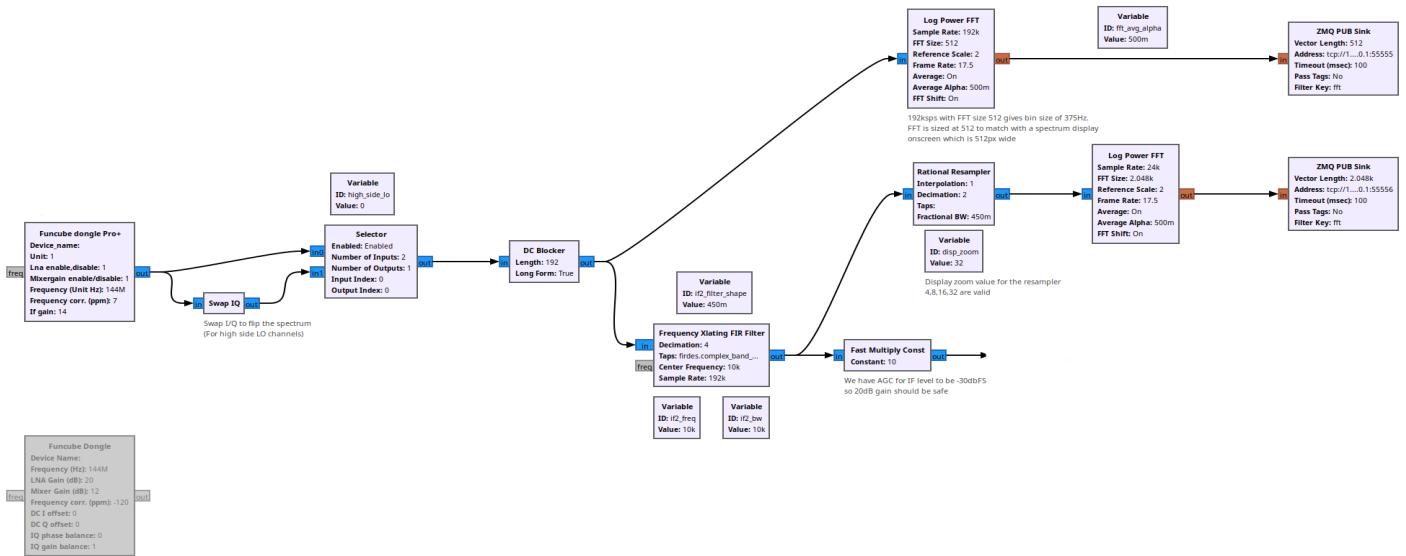 Log Power FFT
Sample Rate: 192k
FFT Size: 512
Reference Scale: 2
Frame Rate: 17.5
Average: On
Average Alpha: 500m
FFT Shift: On
in
out
192ksps with FFT size 512 gives bin size of 375Hz.
FFT is sized at 512 to match with a spectrum display
onscreen which is 512px wide
Variable
ID: fft_avg_alpha
Value: 500m
ZMQ PUB Sink
Vector Length: 512
Address: tcp://1....0.1:55555
Timeout (msec): 100
Pass Tags: No
Filter Key: fft
in
Log Power FFT
Sample Rate: 24k
FFT Size: 2.048k
Reference Scale: 2
Frame Rate: 17.5
Average: On
Average Alpha: 500m
FFT Shift: On
in
out
ZMQ PUB Sink
Vector Length: 2.048k
Address: tcp://1....0.1:55556
Timeout (msec): 100
Pass Tags: No
Filter Key: fft
in
Rational Resampler
Interpolation: 1
Decimation: 2
Taps:
Fractional BW: 450m
in
out
Variable
ID: disp_zoom
Value: 32
Display zoom value for the resampler
4,8,16,32 are valid
Variable
ID: high_side_lo
Value: 0
Funcube dongle Pro+
Device_name:
Unit: 1
Lna enable,disable: 1
Mixergain enable/disable: 1
Frequency (Unit Hz): 144M
Frequency corr. (ppm): 7
If gain: 14
freq
out
Selector
Enabled: Enabled
Number of Inputs: 2
Number of Outputs: 1
Input Index: 0
Output Index: 0
in0
in1
out
in
Swap IQ
out
Swap I/Q to flip the spectrum
(For high side LO channels)
DC Blocker
Length: 192
Long Form: True
in
out
Variable
ID: if2_filter_shape
Value: 450m
Frequency Xlating FIR Filter
Decimation: 4
Taps: firdes.complex_band_...
Center Frequency: 10k
Sample Rate: 192k
in
freq
out
Fast Multiply Const
Constant: 10
in
out
We have AGC for IF level to be -30dbFS
so 20dB gain should be safe
Variable
ID: if2_freq
Value: 10k
Variable
ID: if2_bw
Value: 10k
Funcube Dongle
Device Name:
Frequency (Hz): 144M
LNA Gain (dB): 20
Mixer Gain (dB): 12
Frequency corr. (ppm): -120
DC I offset: 0
DC Q offset: 0
IQ phase balance: 0
IQ gain balance: 1
freq
out